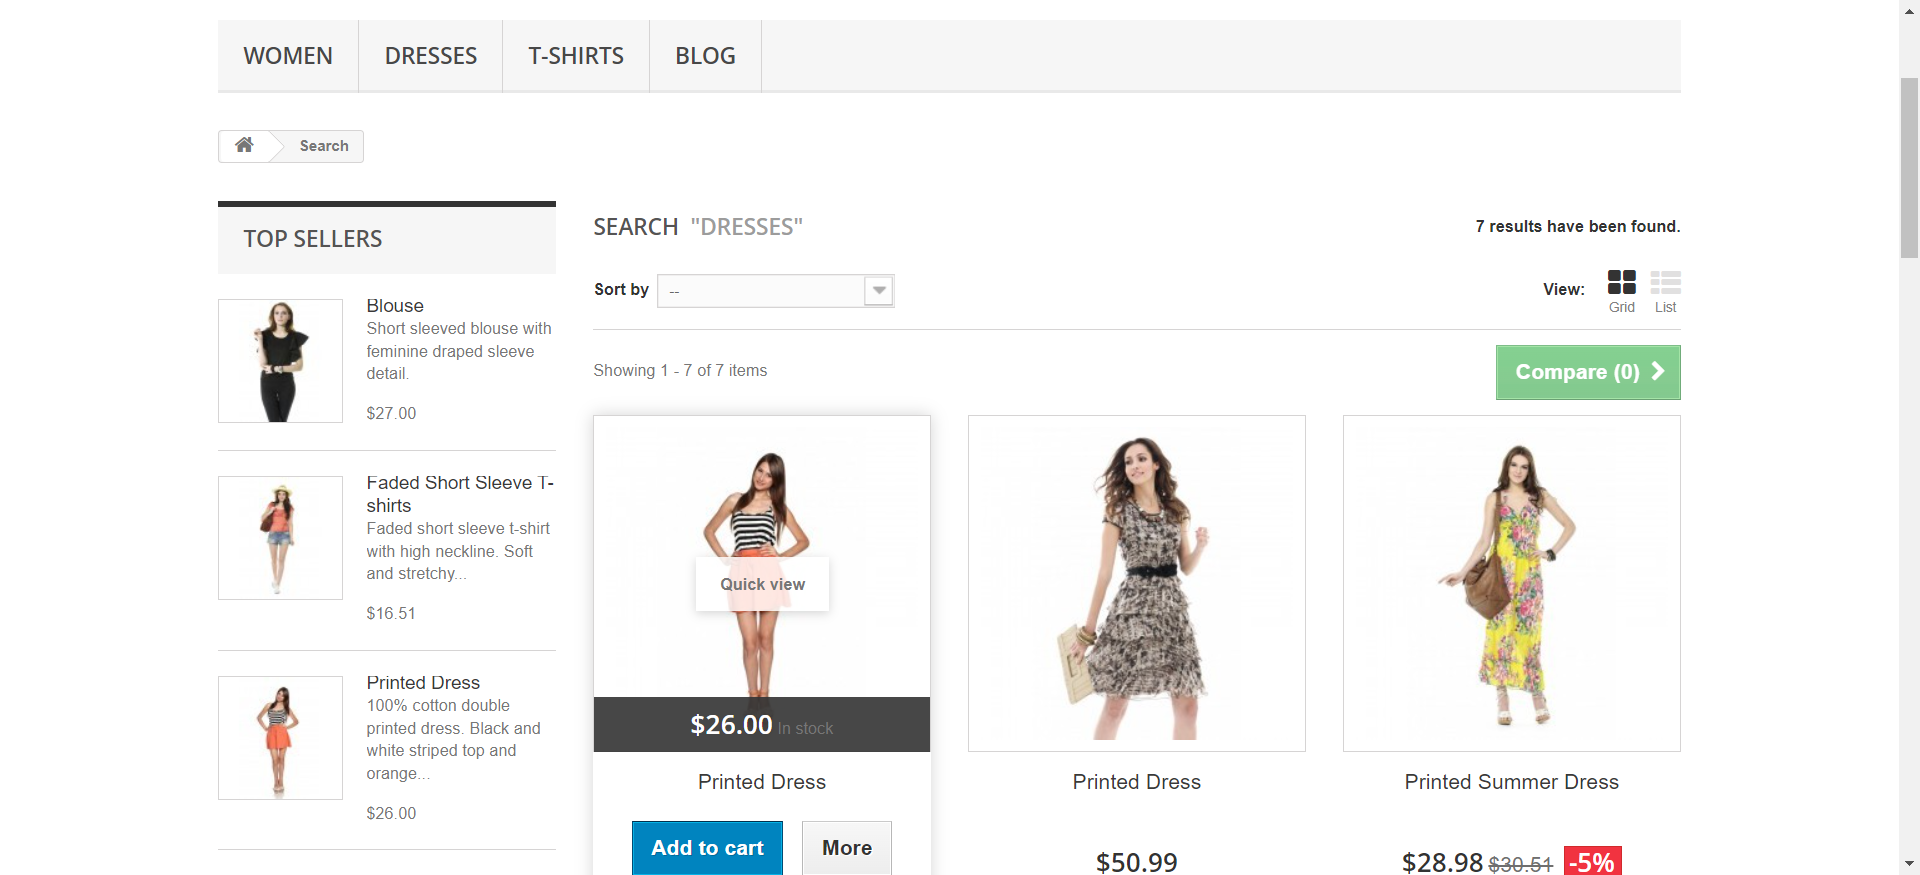 WOMEN
DRESSES
T-SHIRTS
BLOG
Search
TOP SELLERS
Blouse
Short sleeved blouse with
feminine draped sleeve
detail.
$27.00
Faded Short Sleeve T-
shirts
Faded short sleeve t-shirt
with high neckline. Soft
and stretchy...
$16.51
Printed Dress
100% cotton double
printed dress. Black and
white striped top and
orange...
$26.00
SEARCH "DRESSES"
7 results have been found.
Sort by --
View:
Grid
List
Showing 1 - 7 of 7 items
Compare (0)
Quick view
$26.00 In stock
Printed Dress
Add to cart
More
Printed Dress
$50.99
Printed Summer Dress
$28.98 $30.51 -5%